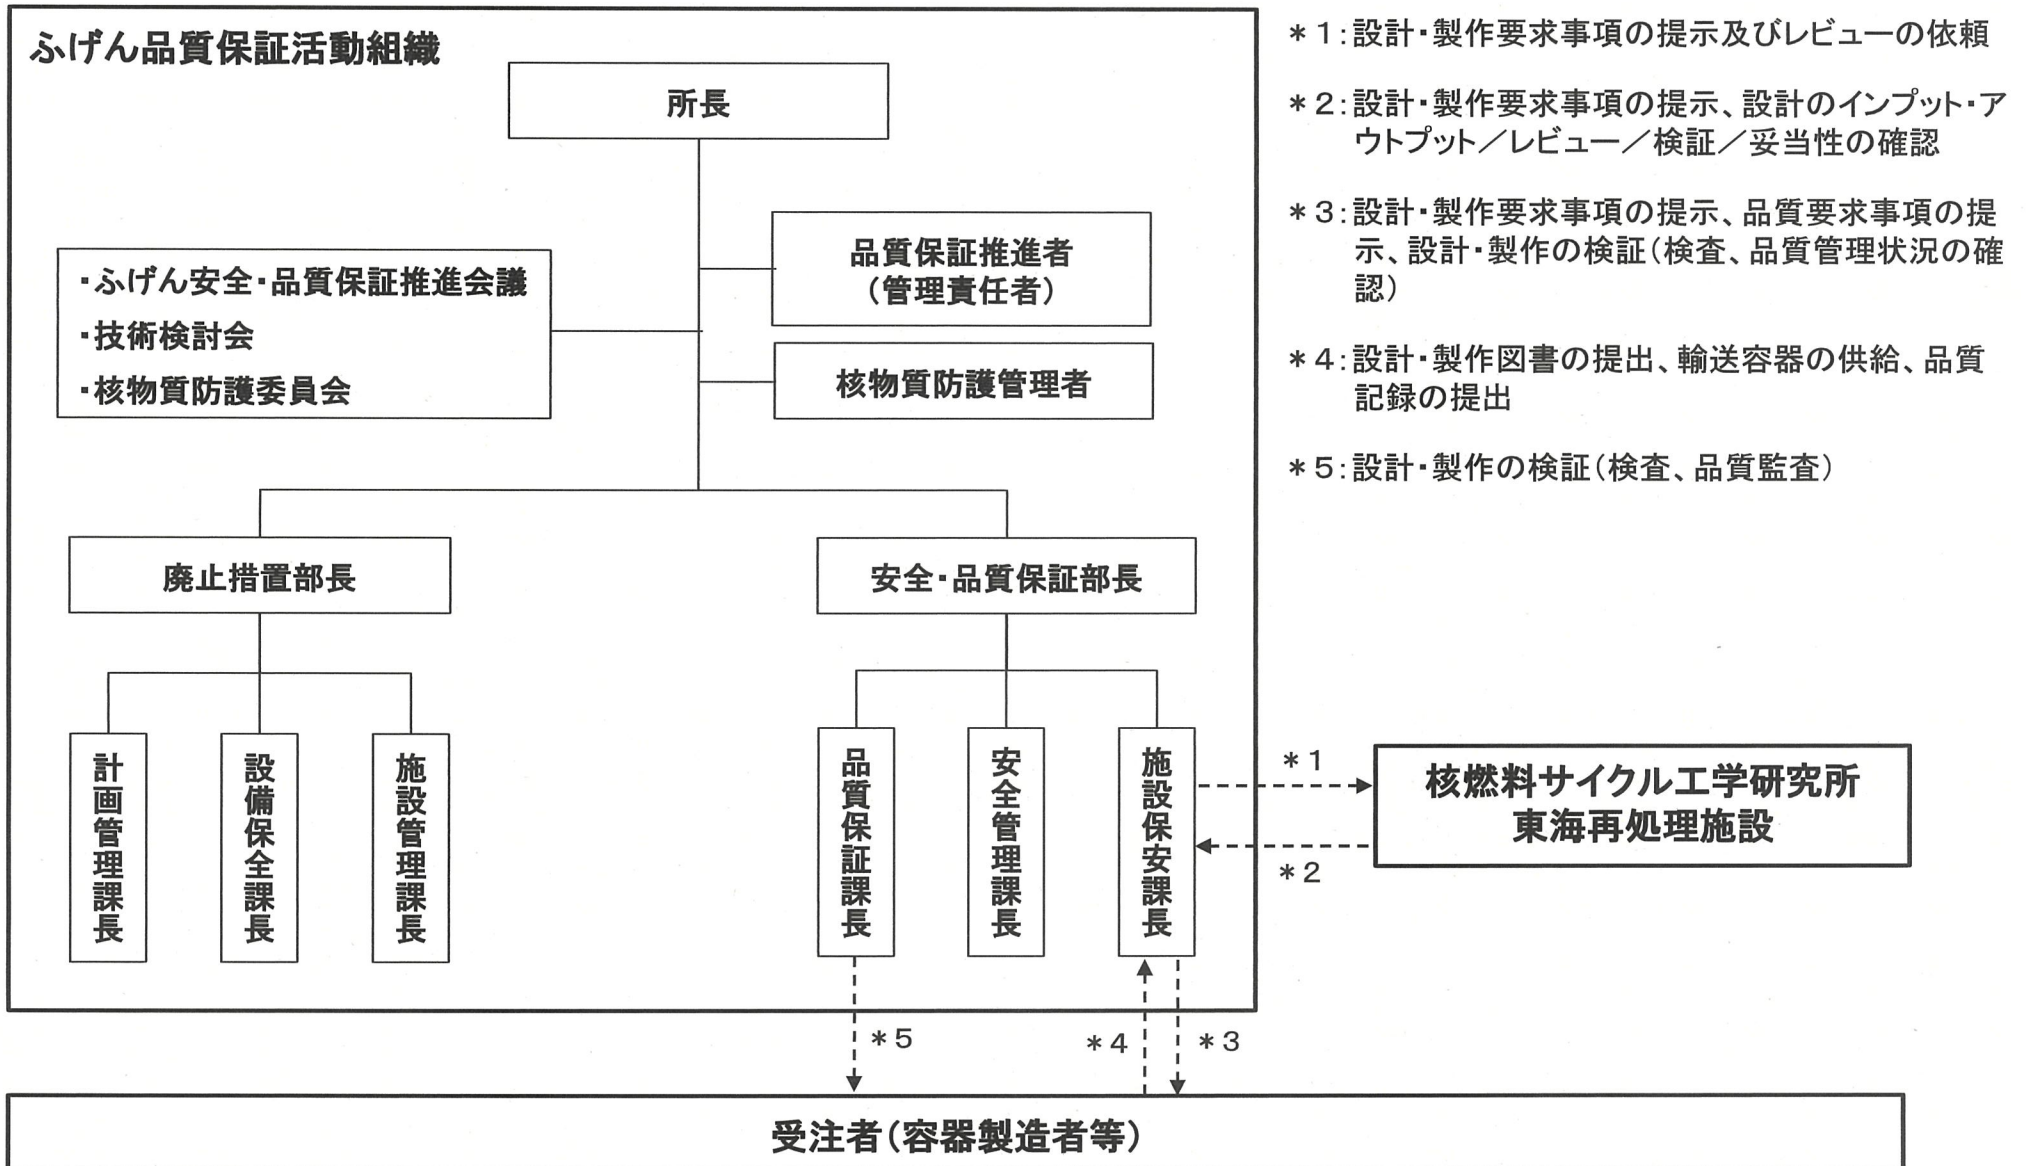 ふげん品質保証活動組織
所長
品質保証推進者
(管理責任者)
・ふげん安全・品質保証推進会議
・技術検討会
・核物質防護委員会
核物質防護管理者
廃止措置部長
安全・品質保証部長
計画管理課長
設備保全課長
施設管理課長
品質保証課長
安全管理課長
施設保安課長
*1
*2
核燃料サイクル工学研究所
東海再処理施設
*5
*4
*3
受注者(容器製造者等)
*1:設計・製作要求事項の提示及びレビューの依頼
*2:設計・製作要求事項の提示、設計のインプット・ア
ウトプット/レビュー/検証/妥当性の確認
*3:設計・製作要求事項の提示、品質要求事項の提
示、設計・製作の検証(検査、品質管理状況の確
認)
*4:設計・製作図書の提出、輸送容器の供給、品質
記録の提出
*5:設計・製作の検証(検査、品質監査)